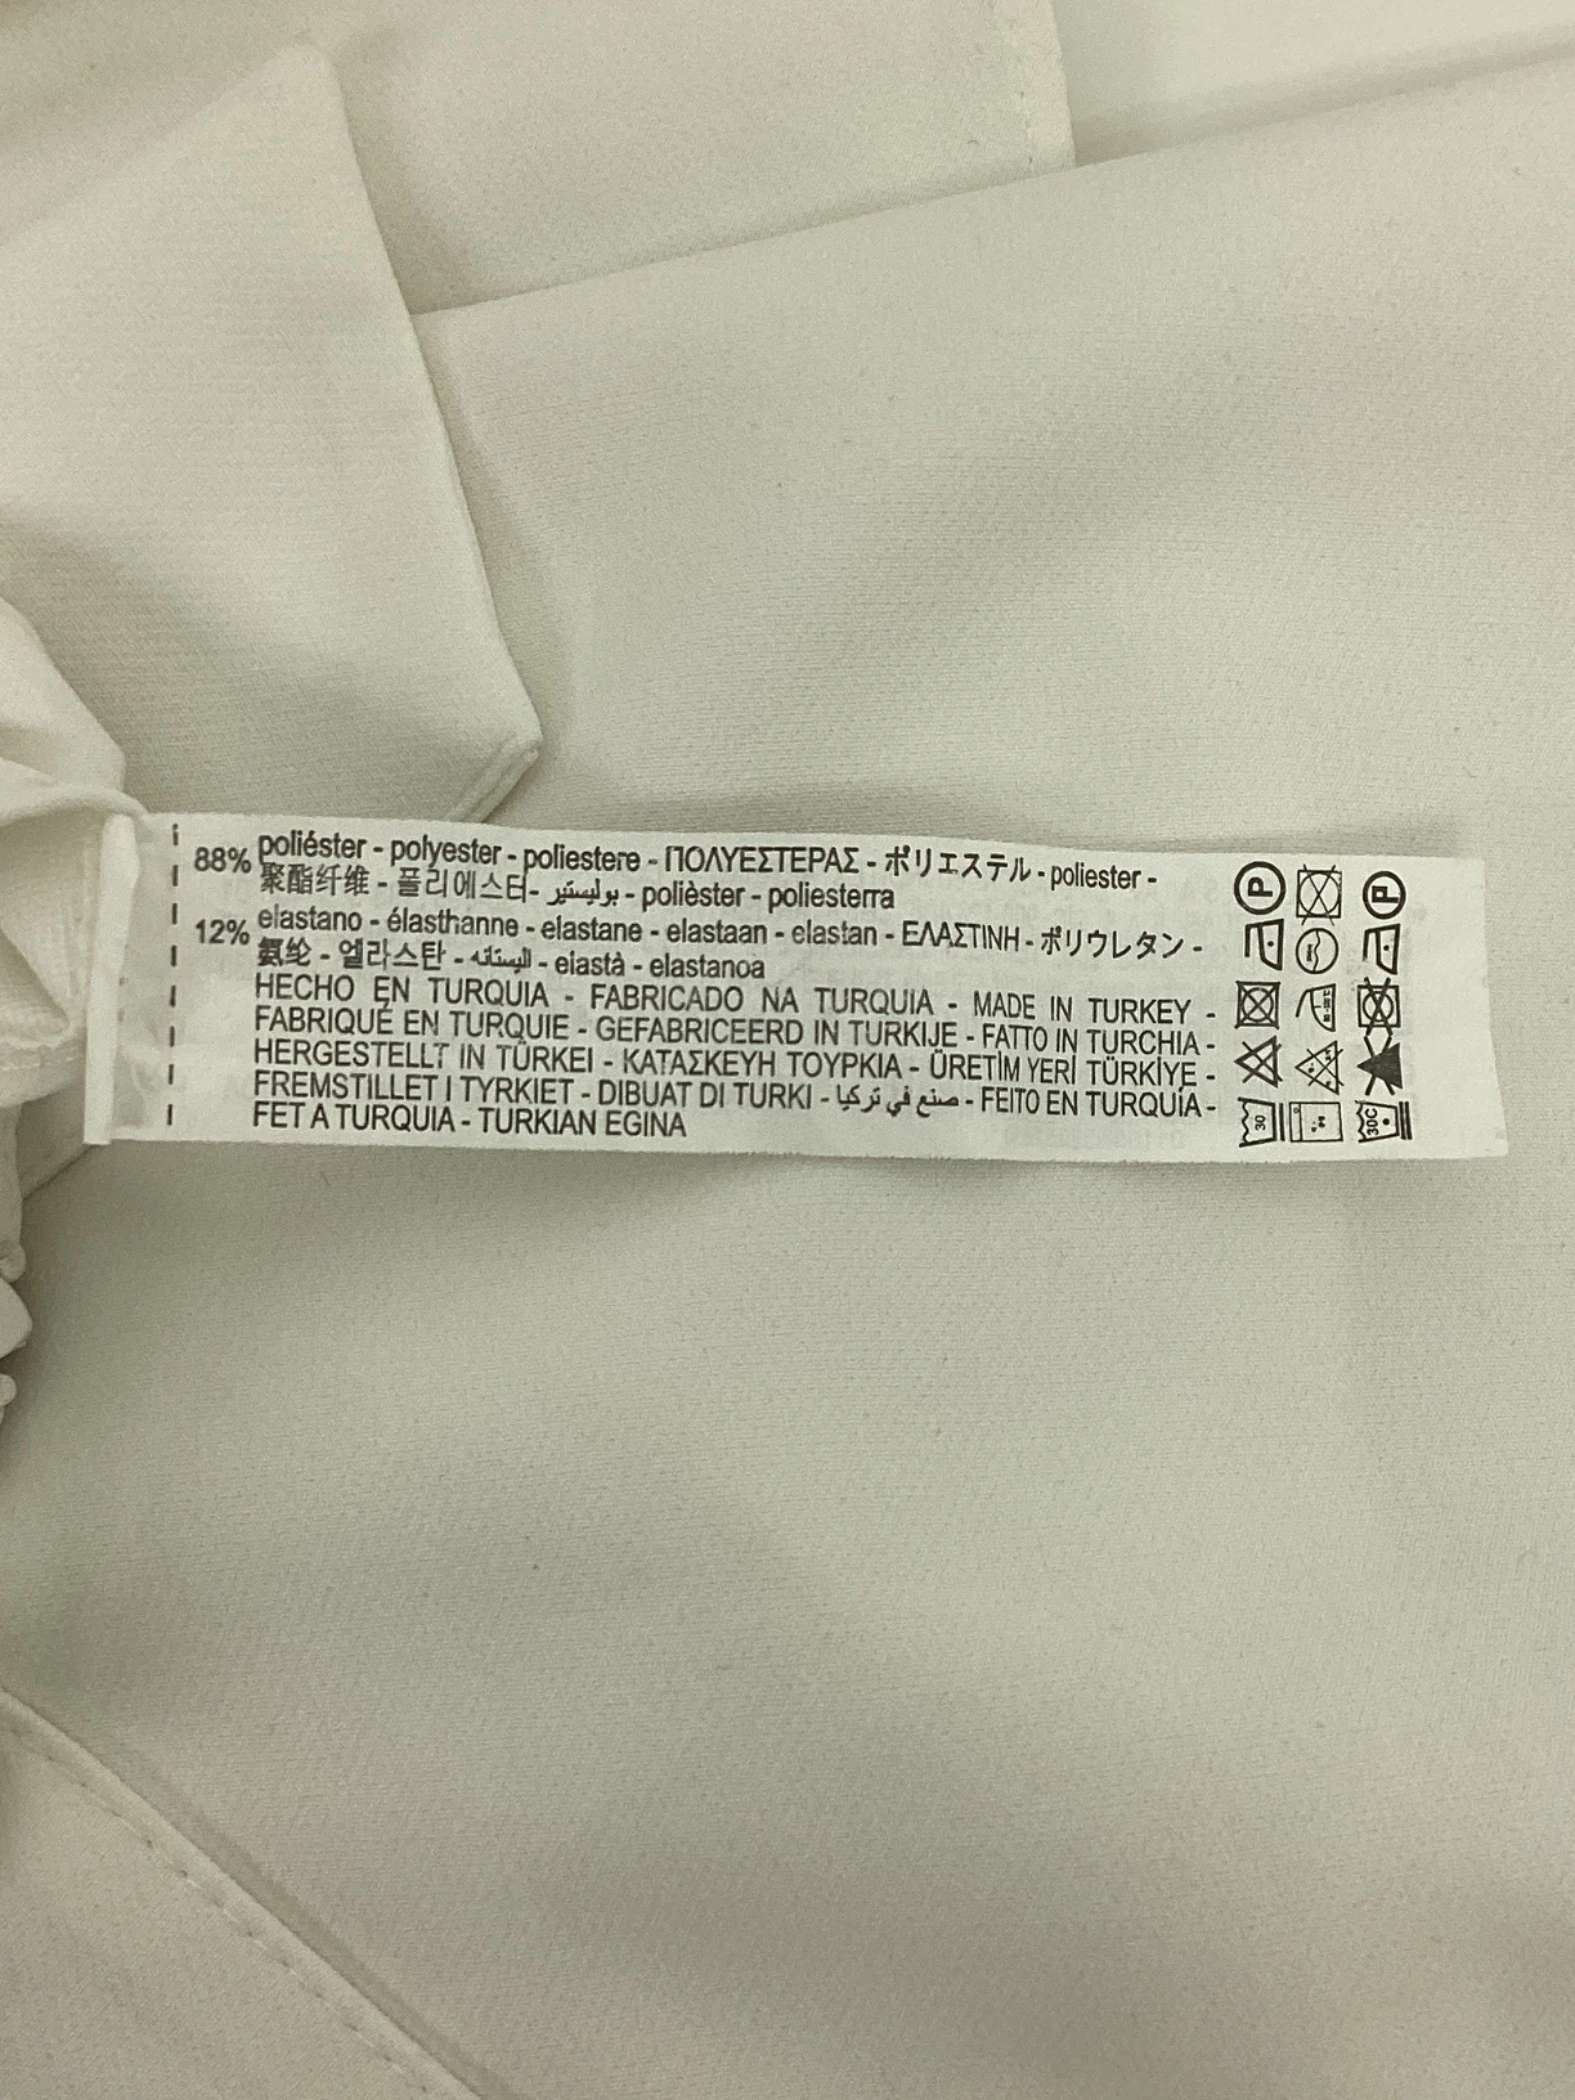 88% poliéster - polyester - poliestere - ΠΟΛΥΕΣΤΕΡΑΣ - ポリエステル - poliester -
聚酯纤维 - 폴리에스터 - بوليستير - polièster - poliesterra
12% elastano - élasthanne - elastane - elastaan - elastan - ΕΛΑΣΤΙΝΗ - ポリウレタン -
氨纶 - 엘라스탄 - اليستانه - elastà - elastanoa
HECHO EN TURQUIA - FABRICADO NA TURQUIA - MADE IN TURKEY -
FABRIQUÉ EN TURQUIE - GEFABRICEERD IN TURKIJE - FATTO IN TURCHIA -
HERGESTELLT IN TÜRKEI - ΚΑΤΑΣΚΕΥΗ ΤΟΥΡΚΙΑ - ÜRETİM YERİ TÜRKİYE -
FREMSTILLET I TYRKIET - DIBUAT DI TURKI - صنع في تركيا - FEITO EN TURQUÍA -
FET A TURQUIA - TURKIAN EGINA
P P
30 30C